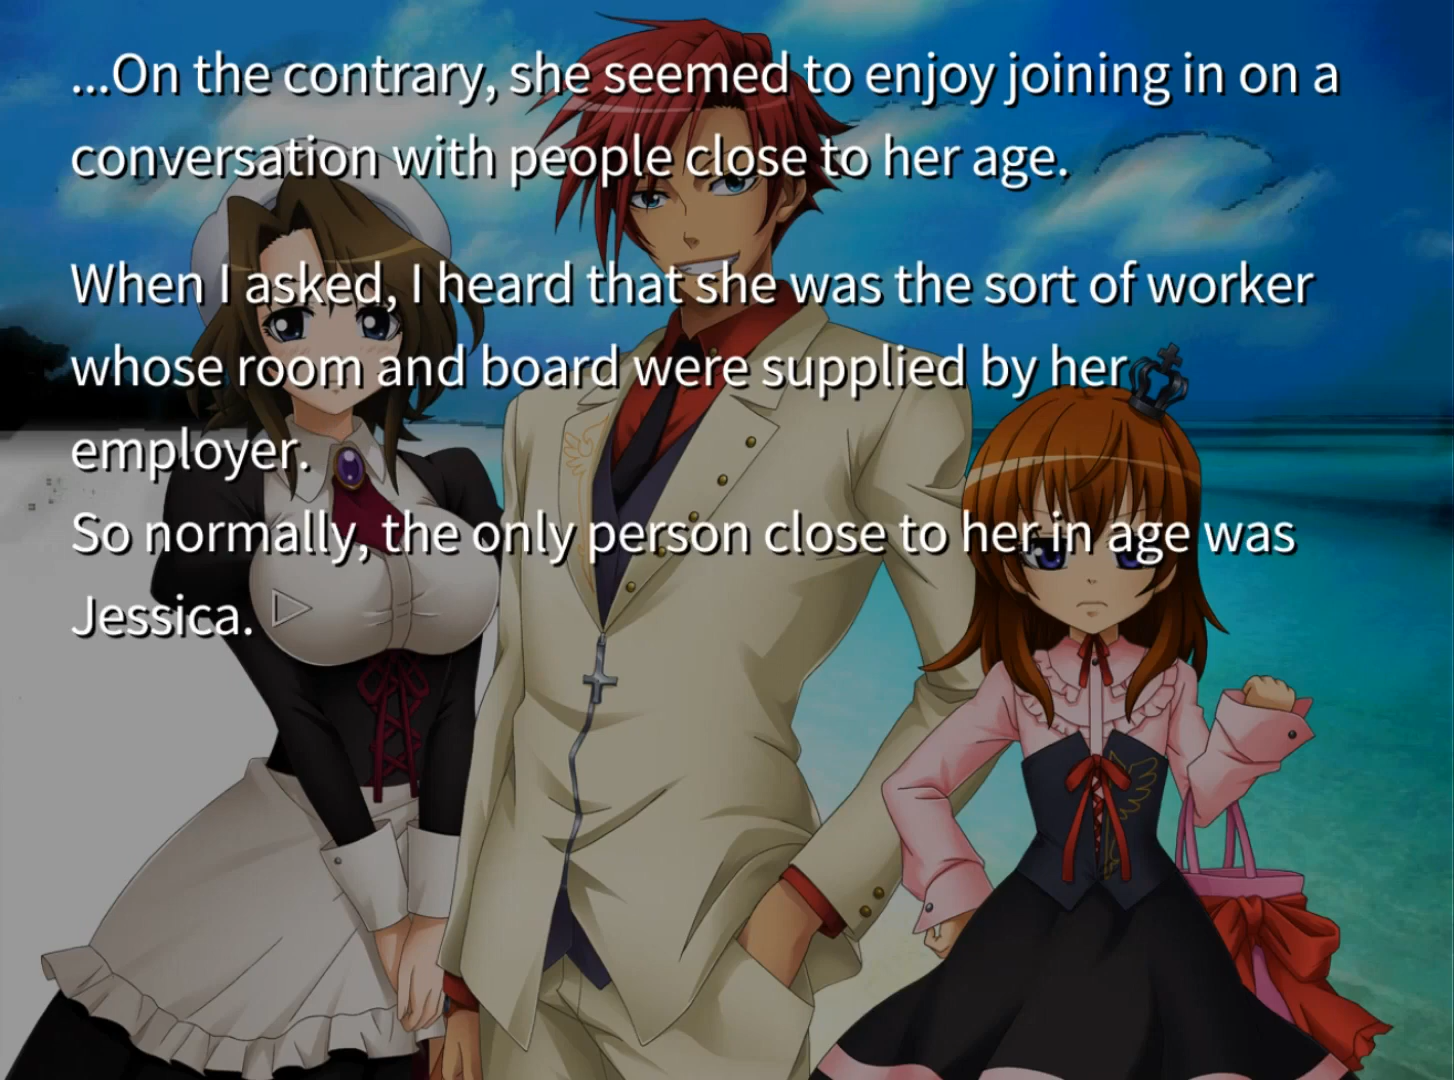 ...On the contrary, she seemed to enjoy joining in on a
conversation with people close to her age.
When I asked, I heard that she was the sort of worker
whose room and board were supplied by her
employer.
So normally, the only person close to her in age was
Jessica.